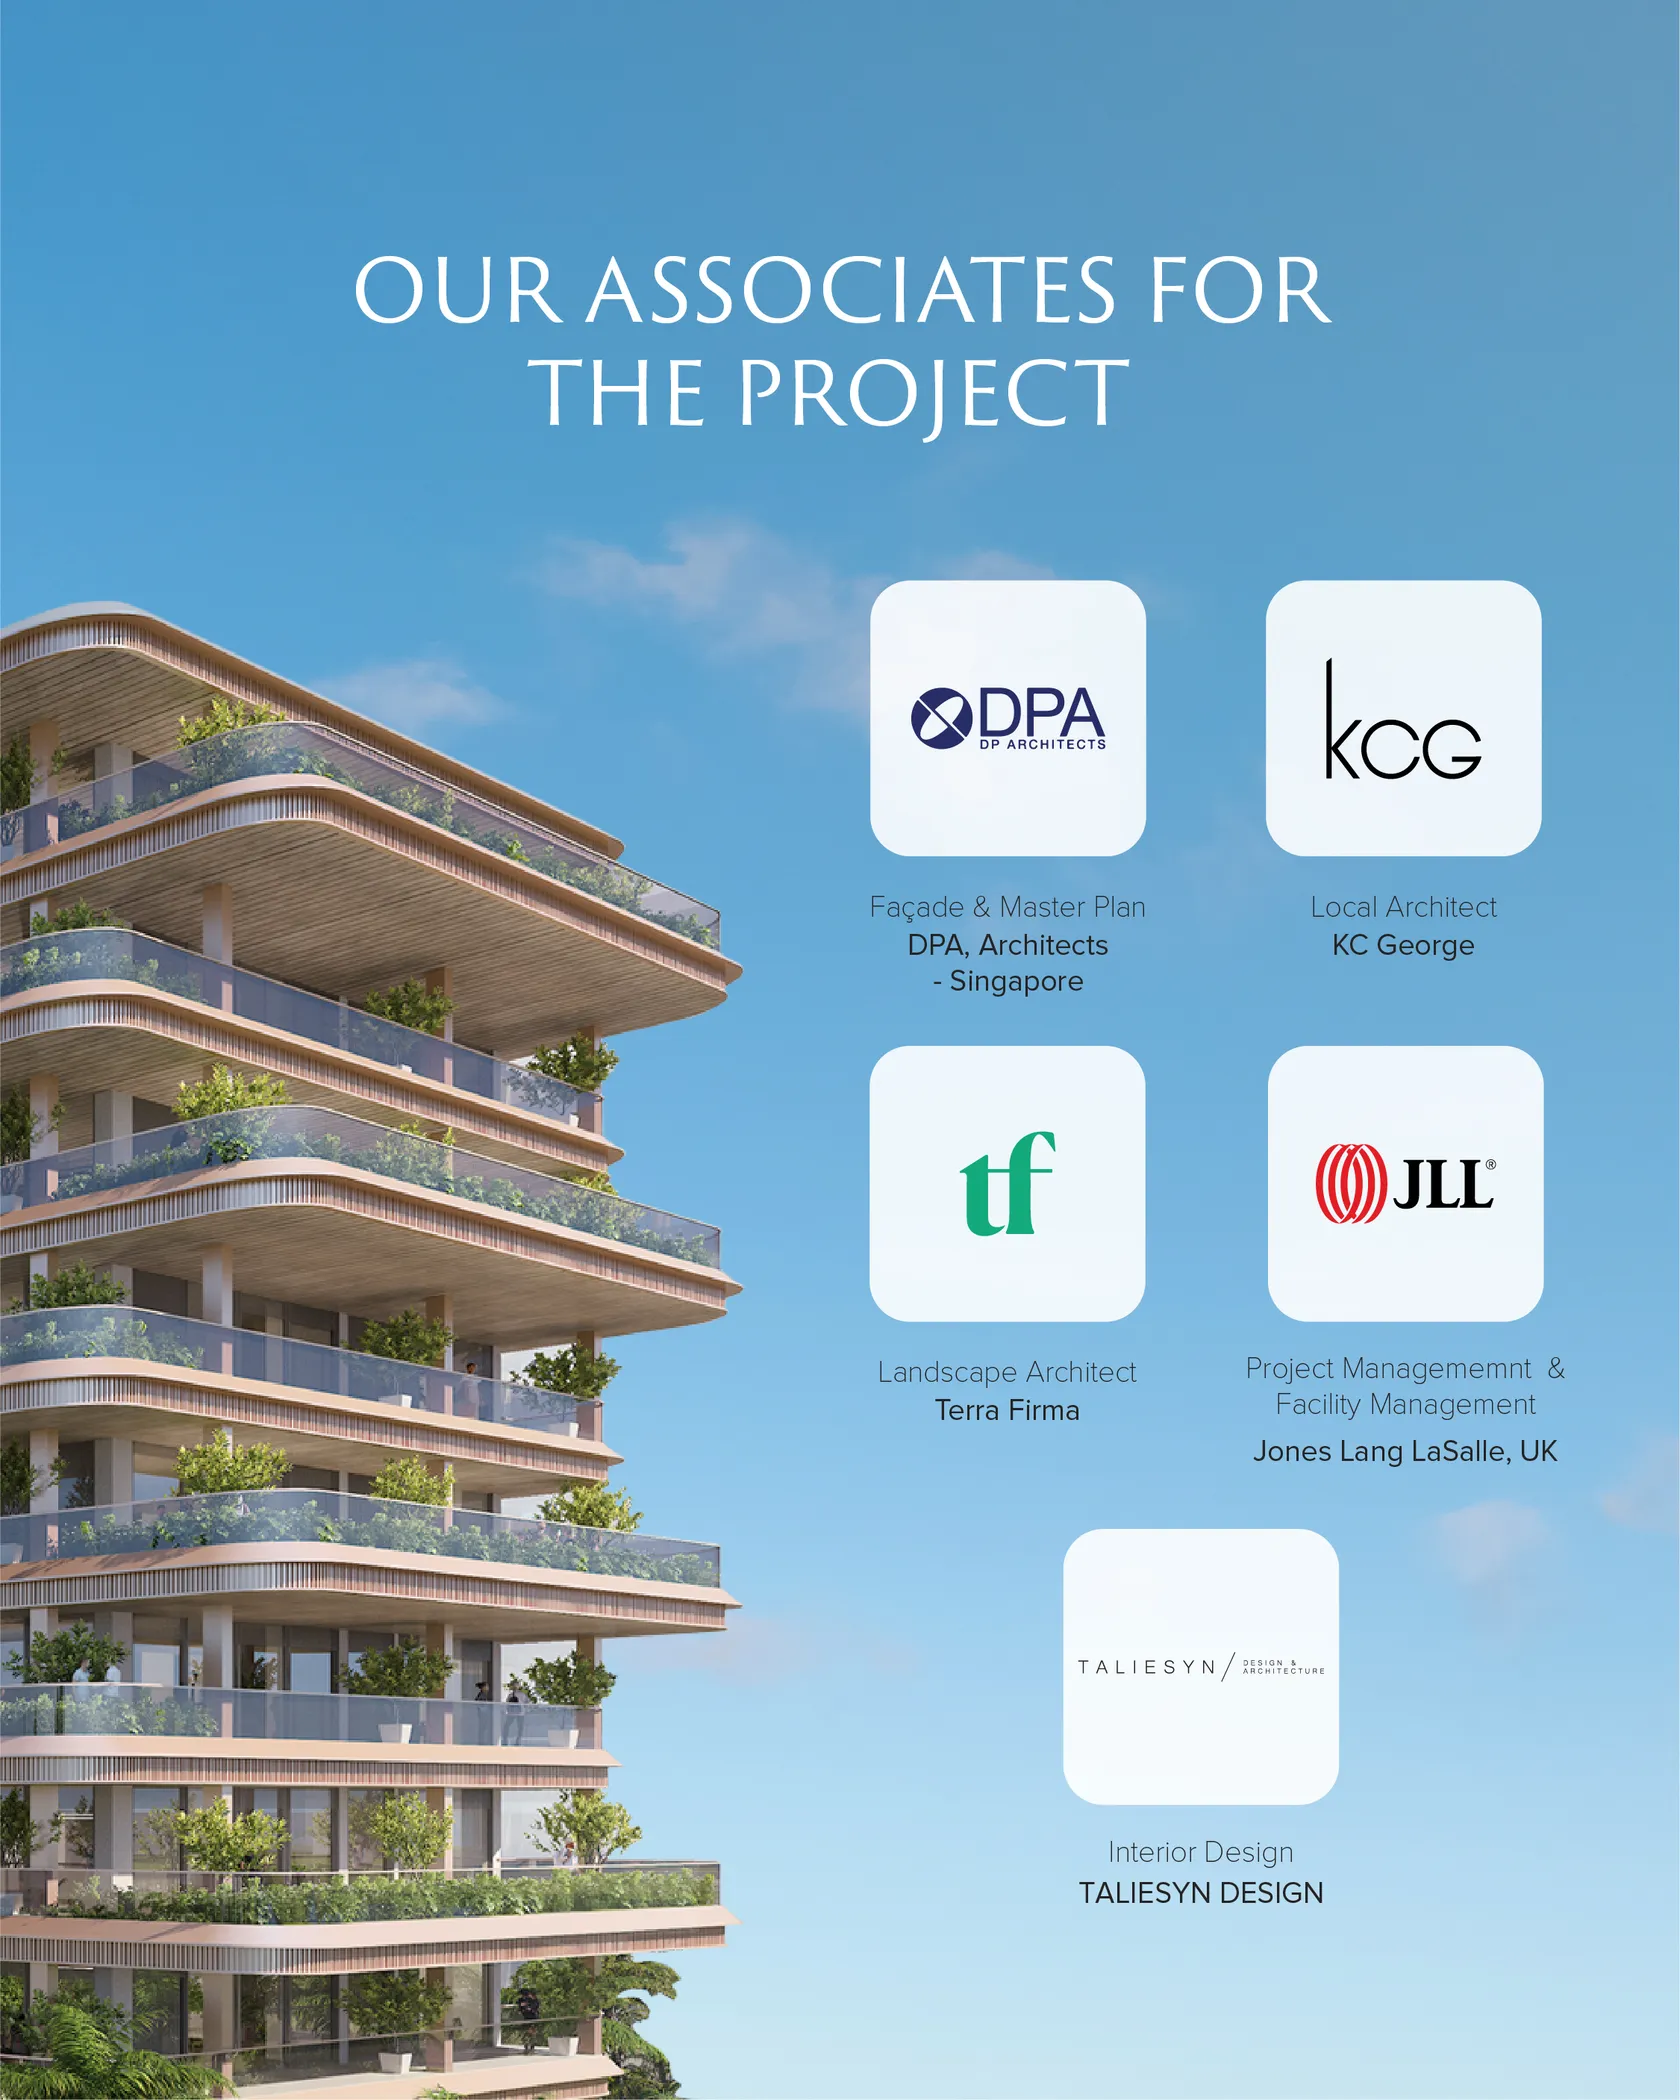 OUR ASSOCIATES FOR
THE PROJECT
DPA
DP ARCHITECTS
Façade & Master Plan
DPA, Architects
- Singapore
kCG
Local Architect
KC George
tf
Landscape Architect
Terra Firma
JLL®
Project Managememnt &
Facility Management
Jones Lang LaSalle, UK
TALIESYN / DESIGN &
ARCHITECTURE
Interior Design
TALIESYN DESIGN